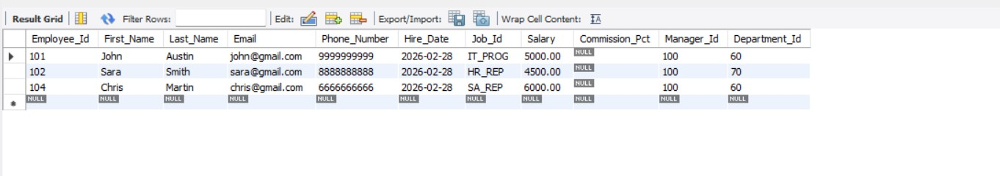 Result Grid Filter Rows: Edit: Export/Import: Wrap Cell Content: IA
Employee_Id First_Name Last_Name Email Phone_Number Hire_Date Job_Id Salary Commission_Pct Manager_Id Department_Id
101 John Austin john@gmail.com 9999999999 2026-02-28 IT_PROG 5000.00 NULL 100 60
102 Sara Smith sara@gmail.com 8888888888 2026-02-28 HR_REP 4500.00 NULL 100 70
104 Chris Martin chris@gmail.com 6666666666 2026-02-28 SA_REP 6000.00 NULL 100 60
NULL NULL NULL NULL NULL NULL NULL NULL NULL NULL NULL